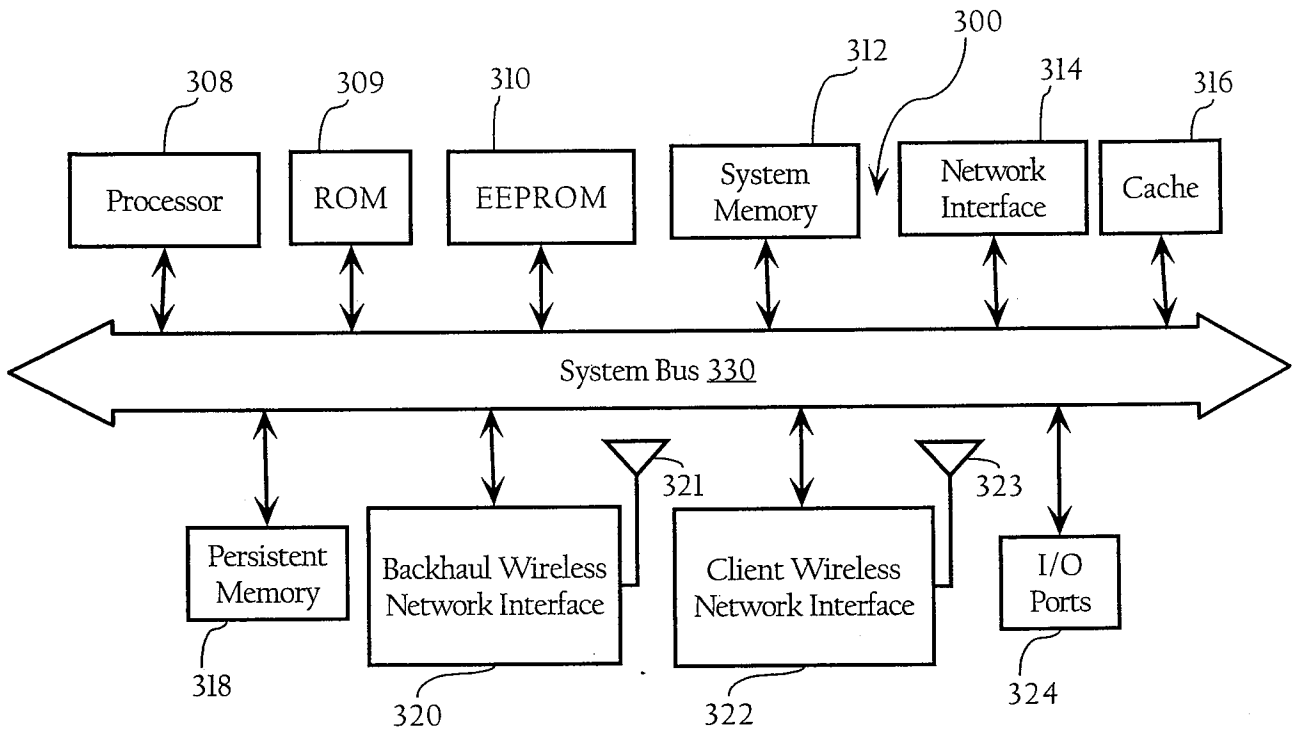 300
308
309
310
312
314
316
Processor
ROM
EEPROM
System
Memory
Network
Interface
Cache
System Bus 330
321
323
Persistent
Memory
Backhaul Wireless
Network Interface
Client Wireless
Network Interface
I/O
Ports
318
320
322
324